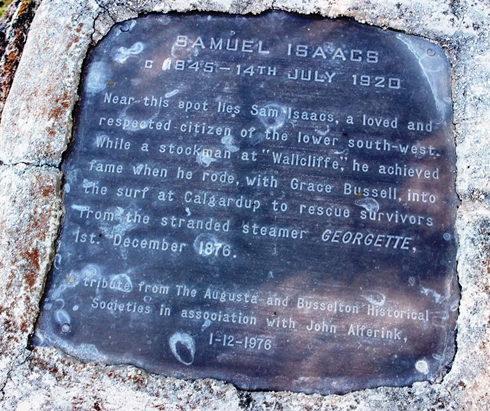 SAMUEL ISAACS
C 1845-14TH JULY 1920
Near this spot lies Sam Isaacs, a loved and
respected citizen of the lower south-west.
While a stockman at "Wallcliffe," he achieved
fame when he rode, with Grace Bussell, into
the surf at Calgardup to rescue survivors
from the stranded steamer GEORGETTE,
1st. December 1876.
A tribute from The Augusta and Busselton Historical
Societies in association with John Alferink,
1-12-1976